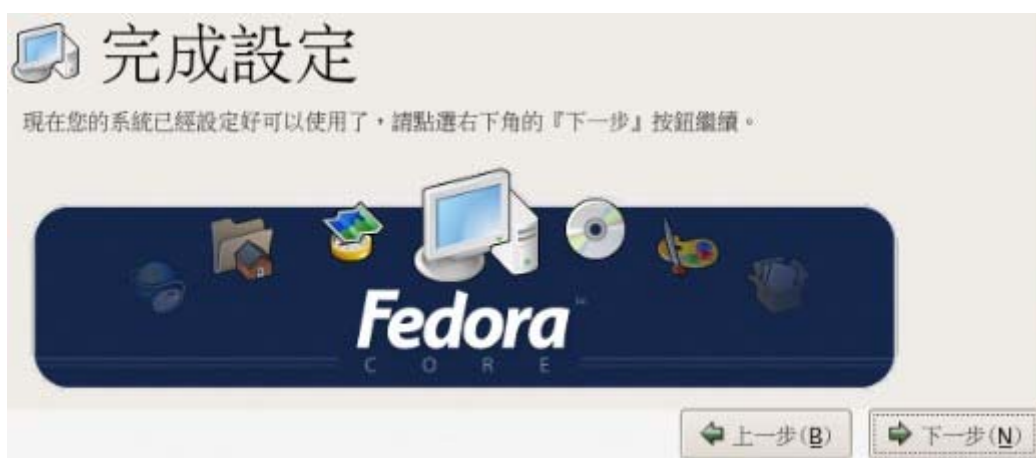 完成設定
現在您的系統已經設定好可以使用了，請點選右下角的『下一步』按鈕繼續。
Fedora™
CORE
上一步(B)
下一步(N)